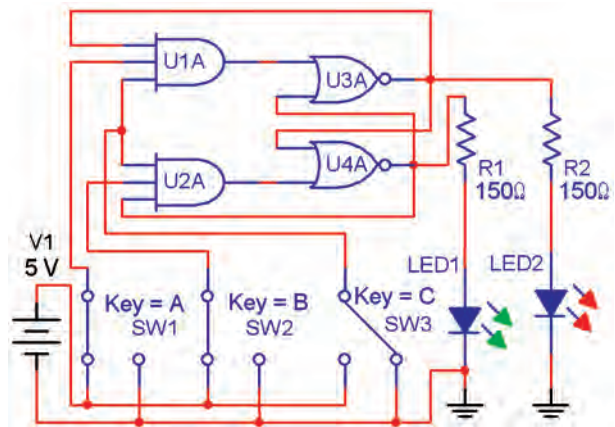 U1A
U3A
U2A
U4A
R1
150Ω
R2
150Ω
V1
5 V
LED1
LED2
Key = A
SW1
Key = B
SW2
Key = C
SW3